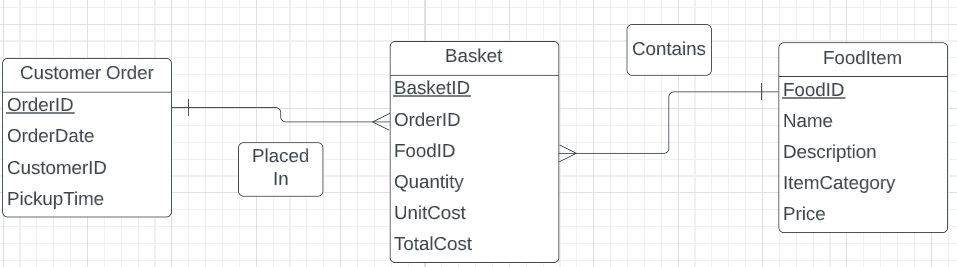 Customer Order
OrderID
OrderDate
CustomerID
PickupTime
Placed
In
Basket
BasketID
OrderID
FoodID
Quantity
UnitCost
TotalCost
Contains
FoodItem
FoodID
Name
Description
ItemCategory
Price